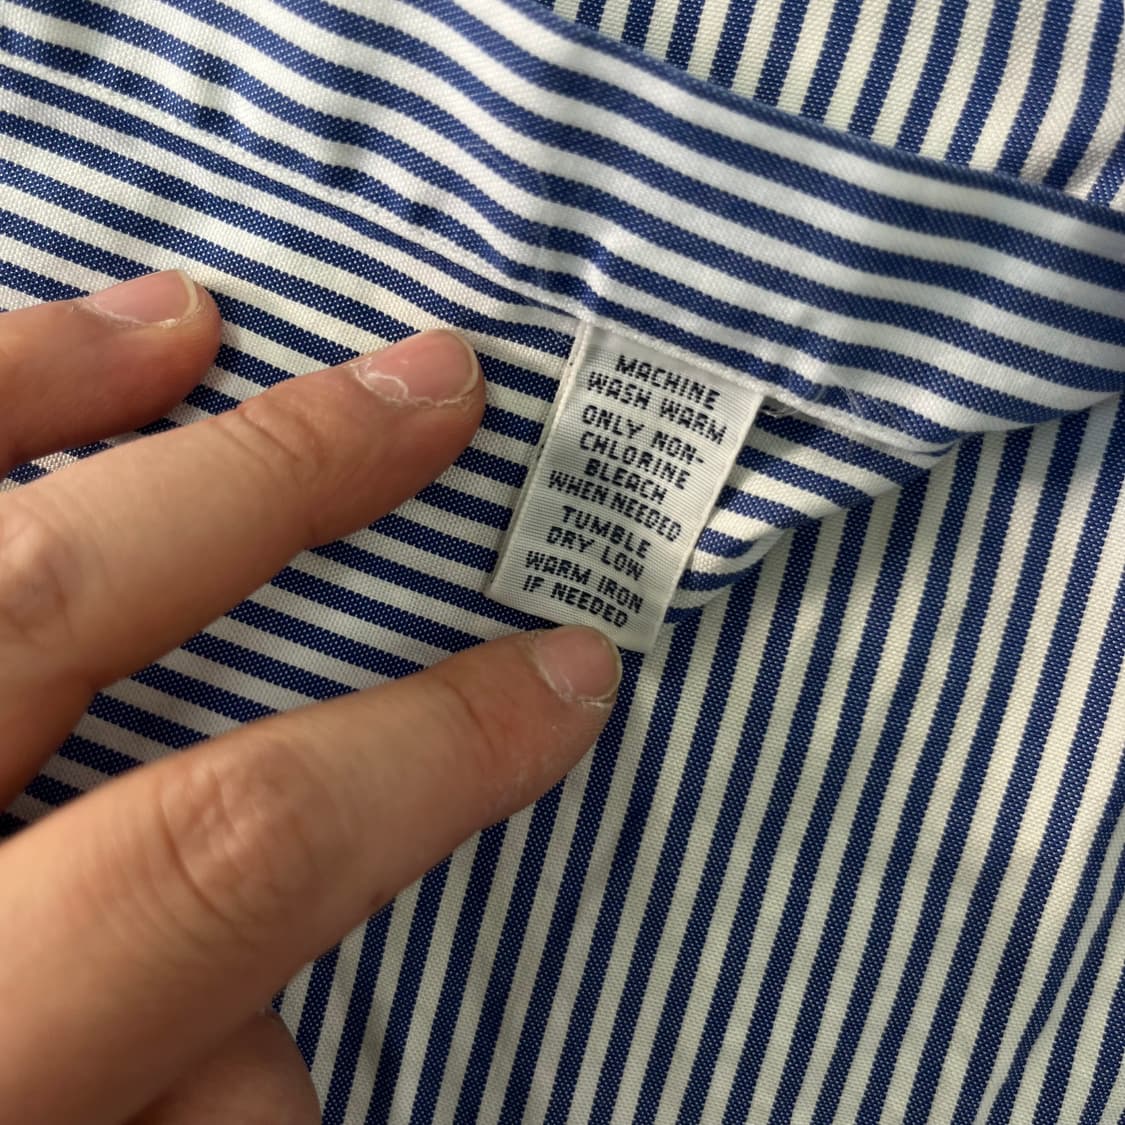 MACHINE
WASH WARM
ONLY NON-
CHLORINE
BLEACH
WHEN NEEDED
TUMBLE
DRY LOW
WARM IRON
IF NEEDED